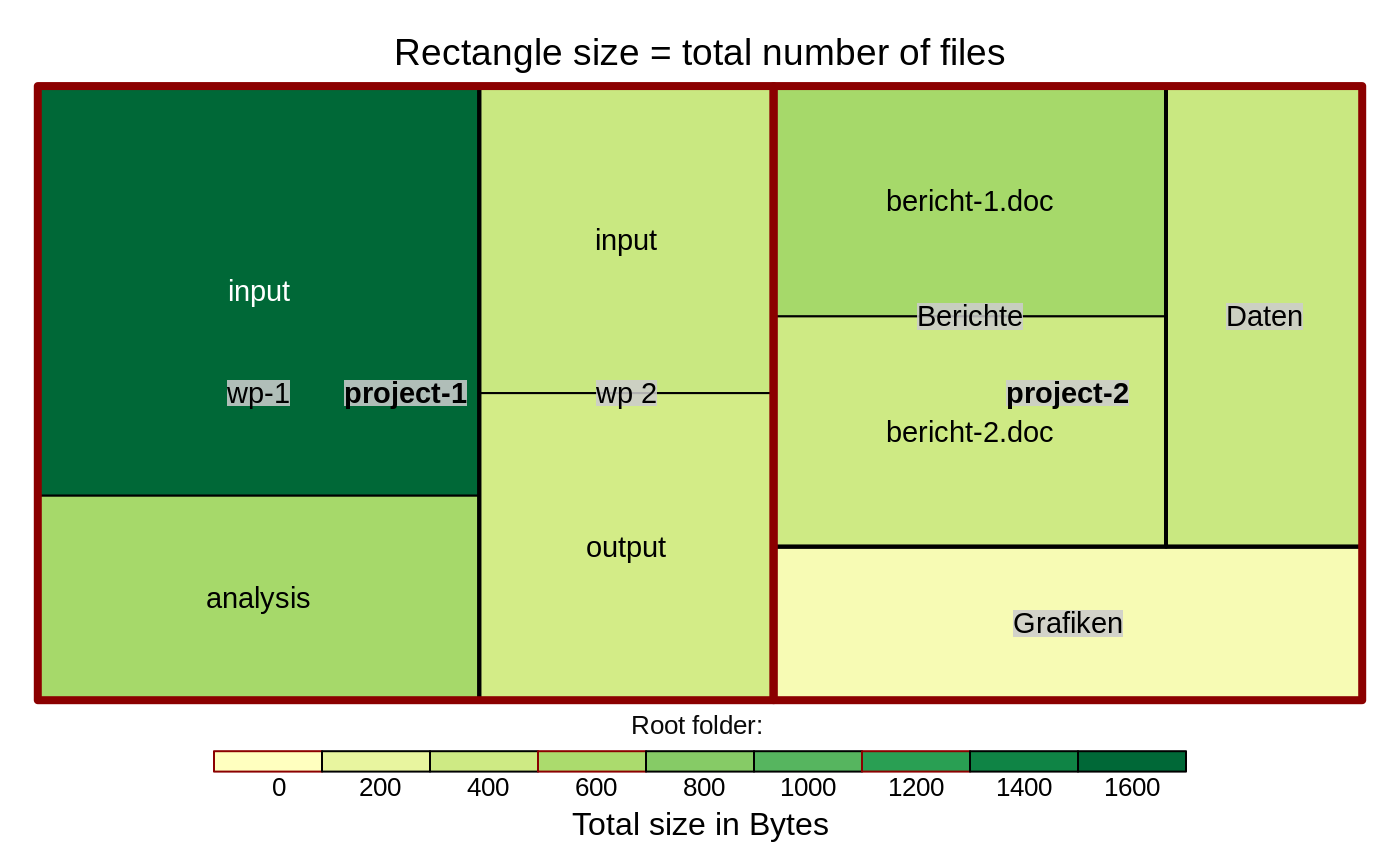 Rectangle size = total number of files
input
wp-1
project-1
analysis
input
wp 2
output
bericht-1.doc
Berichte
project-2
bericht-2.doc
Daten
Grafiken
Root folder:
0 200 400 600 800 1000 1200 1400 1600
Total size in Bytes